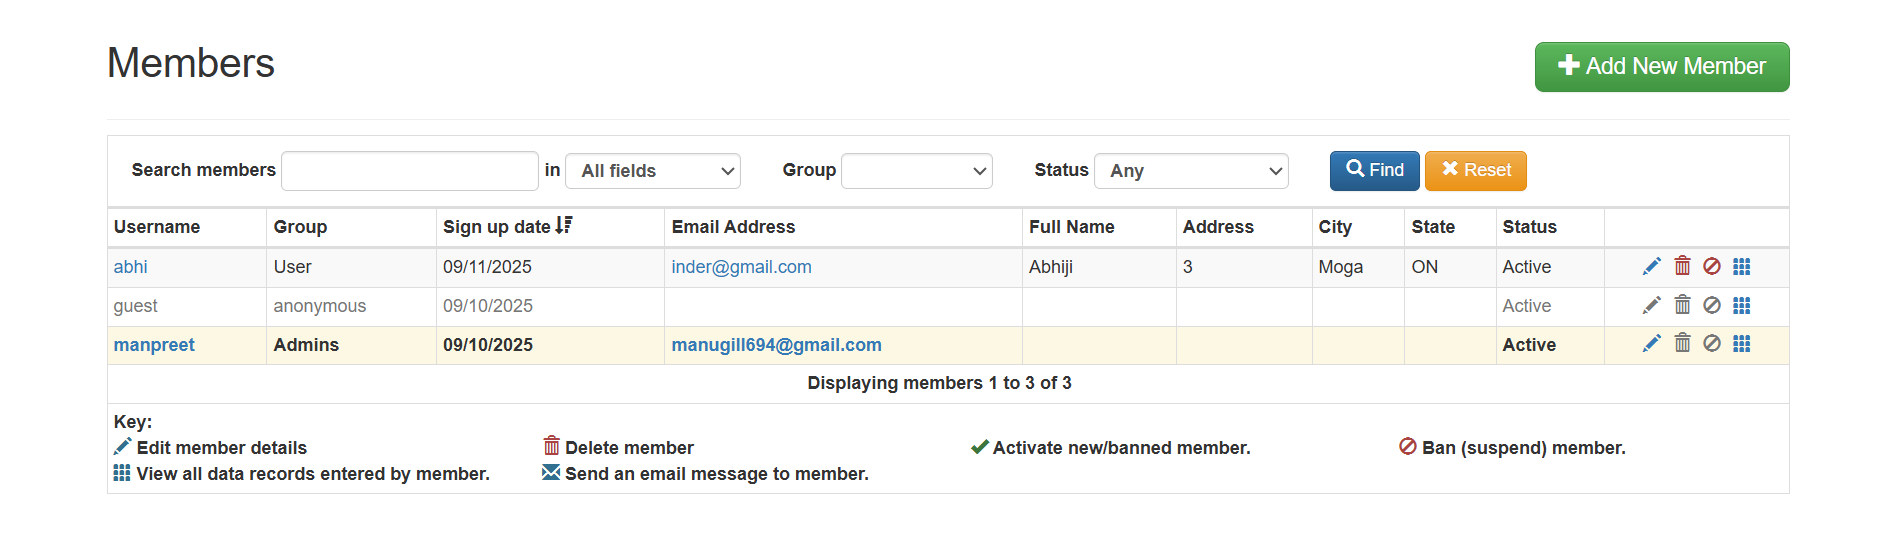 Members
Add New Member
Search members in All fields Group Status Any Find Reset
Username Group Sign up date Email Address Full Name Address City State Status
abhi User 09/11/2025 inder@gmail.com Abhiji 3 Moga ON Active
guest anonymous 09/10/2025 Active
manpreet Admins 09/10/2025 manugill694@gmail.com Active
Displaying members 1 to 3 of 3
Key:
Edit member details Delete member Activate new/banned member. Ban (suspend) member.
View all data records entered by member. Send an email message to member.